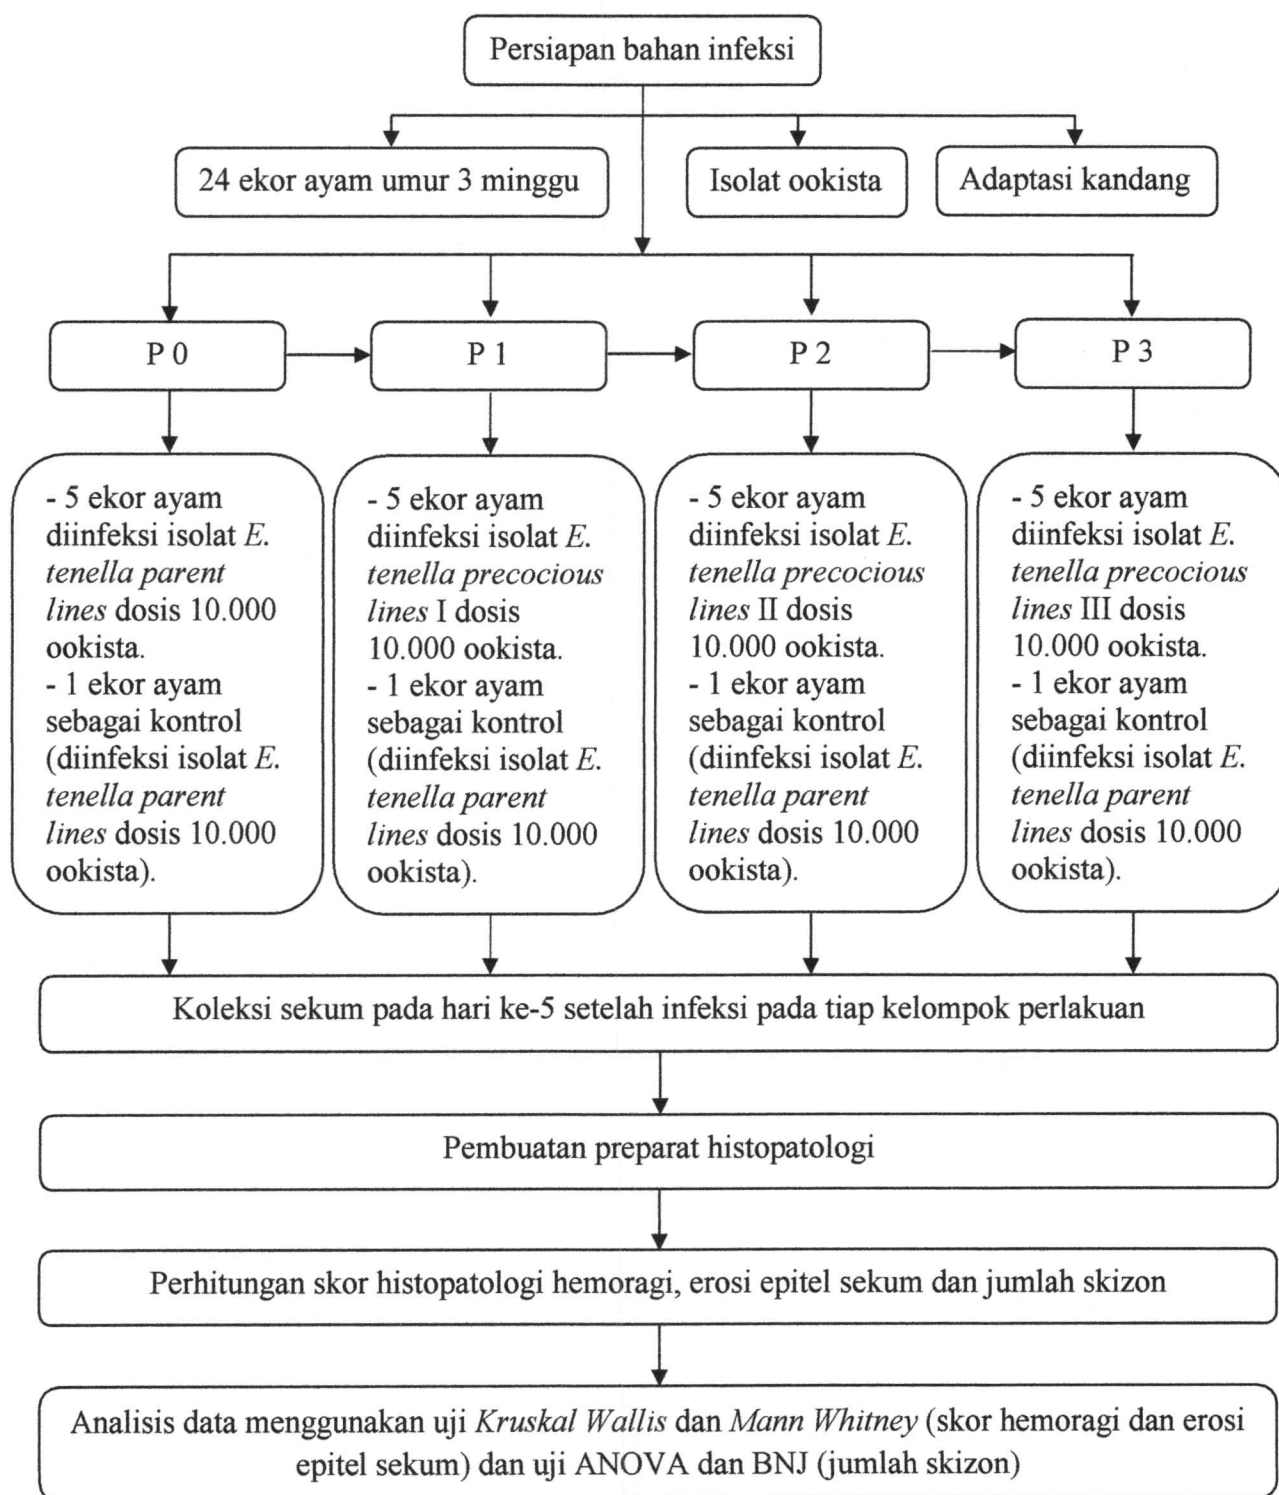 Persiapan bahan infeksi
24 ekor ayam umur 3 minggu
Isolat ookista
Adaptasi kandang
P 0
P 1
P 2
P 3
- 5 ekor ayam
diinfeksi isolat E.
tenella parent
lines dosis 10.000
ookista.
- 1 ekor ayam
sebagai kontrol
(diinfeksi isolat E.
tenella parent
lines dosis 10.000
ookista).
- 5 ekor ayam
diinfeksi isolat E.
tenella precocious
lines I dosis
10.000 ookista.
- 1 ekor ayam
sebagai kontrol
(diinfeksi isolat E.
tenella parent
lines dosis 10.000
ookista).
- 5 ekor ayam
diinfeksi isolat E.
tenella precocious
lines II dosis
10.000 ookista.
- 1 ekor ayam
sebagai kontrol
(diinfeksi isolat E.
tenella parent
lines dosis 10.000
ookista).
- 5 ekor ayam
diinfeksi isolat E.
tenella precocious
lines III dosis
10.000 ookista.
- 1 ekor ayam
sebagai kontrol
(diinfeksi isolat E.
tenella parent
lines dosis 10.000
ookista).
Koleksi sekum pada hari ke-5 setelah infeksi pada tiap kelompok perlakuan
Pembuatan preparat histopatologi
Perhitungan skor histopatologi hemoragi, erosi epitel sekum dan jumlah skizon
Analisis data menggunakan uji Kruskal Wallis dan Mann Whitney (skor hemoragi dan erosi
epitel sekum) dan uji ANOVA dan BNJ (jumlah skizon)